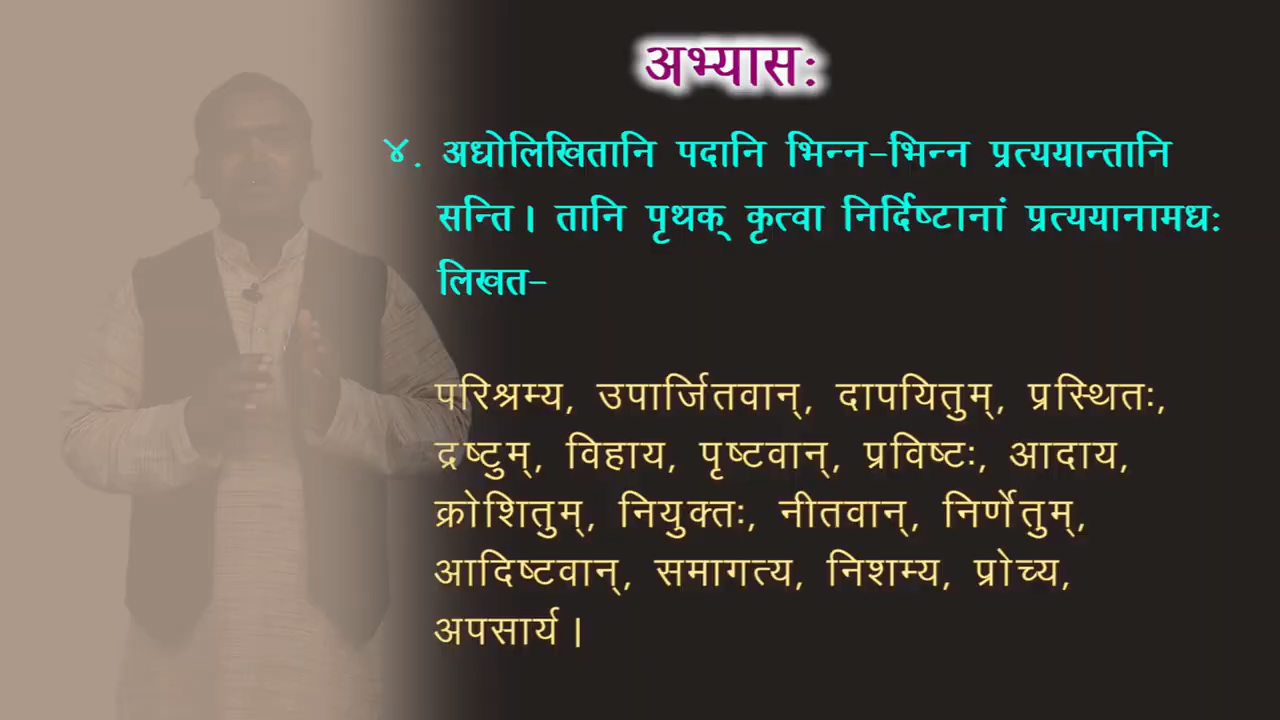 अभ्यासः
४. अधोलिखितानि पदानि भिन्न-भिन्न प्रत्ययान्तानि
सन्ति। तानि पृथक् कृत्वा निर्दिष्टानां प्रत्ययानामधः
लिखत-
परिश्रम्य, उपार्जितवान्, दापयितुम्, प्रस्थितः,
द्रष्टुम्, विहाय, पृष्टवान्, प्रविष्टः, आदाय,
क्रोशितुम्, नियुक्तः, नीतवान्, निर्णेतुम्,
आदिष्टवान्, समागत्य, निशम्य, प्रोच्य,
अपसार्य।